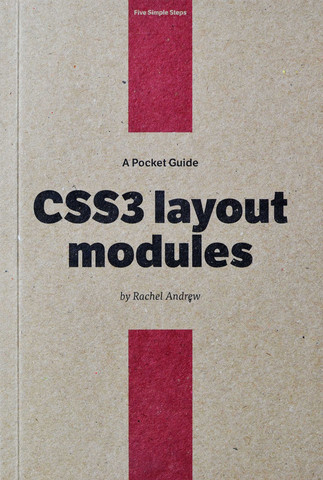 Five Simple Steps
A Pocket Guide
CSS3 layout
modules
by Rachel Andrew